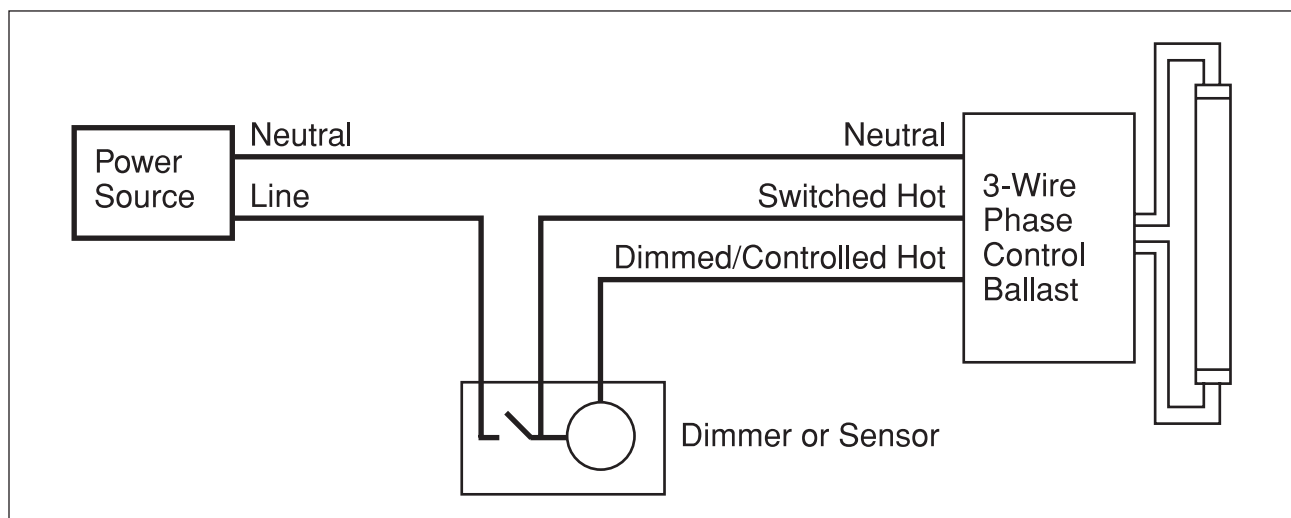 Neutral
Neutral
Power
Source
Line
Switched Hot
3-Wire
Phase
Control
Ballast
Dimmed/Controlled Hot
Dimmer or Sensor